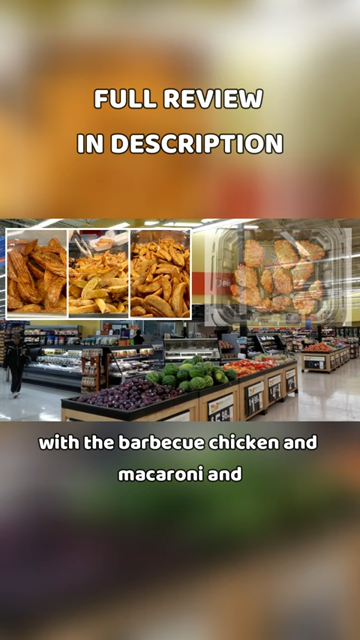 FULL REVIEW
IN DESCRIPTION
with the barbecue chicken and
macaroni and